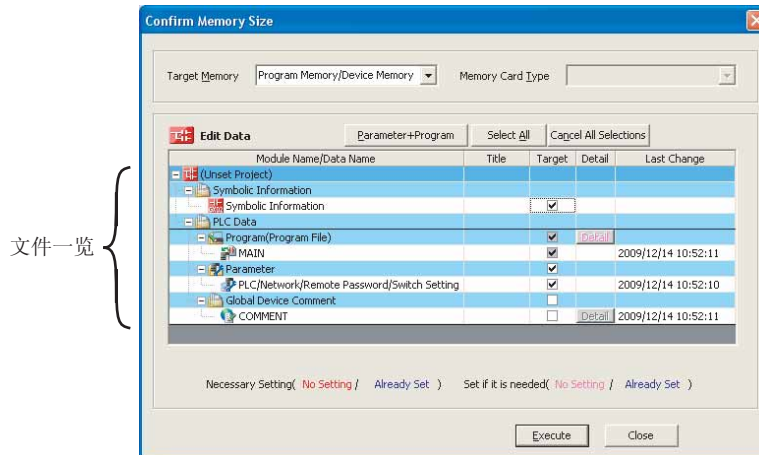 Confirm Memory Size
Target Memory Program Memory/Device Memory Memory Card Type
Edit Data Parameter+Program Select All Cancel All Selections
Module Name/Data Name Title Target Detail Last Change
(Unset Project)
Symbolic Information
Symbolic Information
PLC Data
Program(Program File) Detail
MAIN 2009/12/14 10:52:11
Parameter
PLC/Network/Remote Password/Switch Setting 2009/12/14 10:52:10
Global Device Comment
COMMENT Detail 2009/12/14 10:52:11
文件一览
Necessary Setting( No Setting / Already Set ) Set if it is needed( No Setting / Already Set )
Execute Close